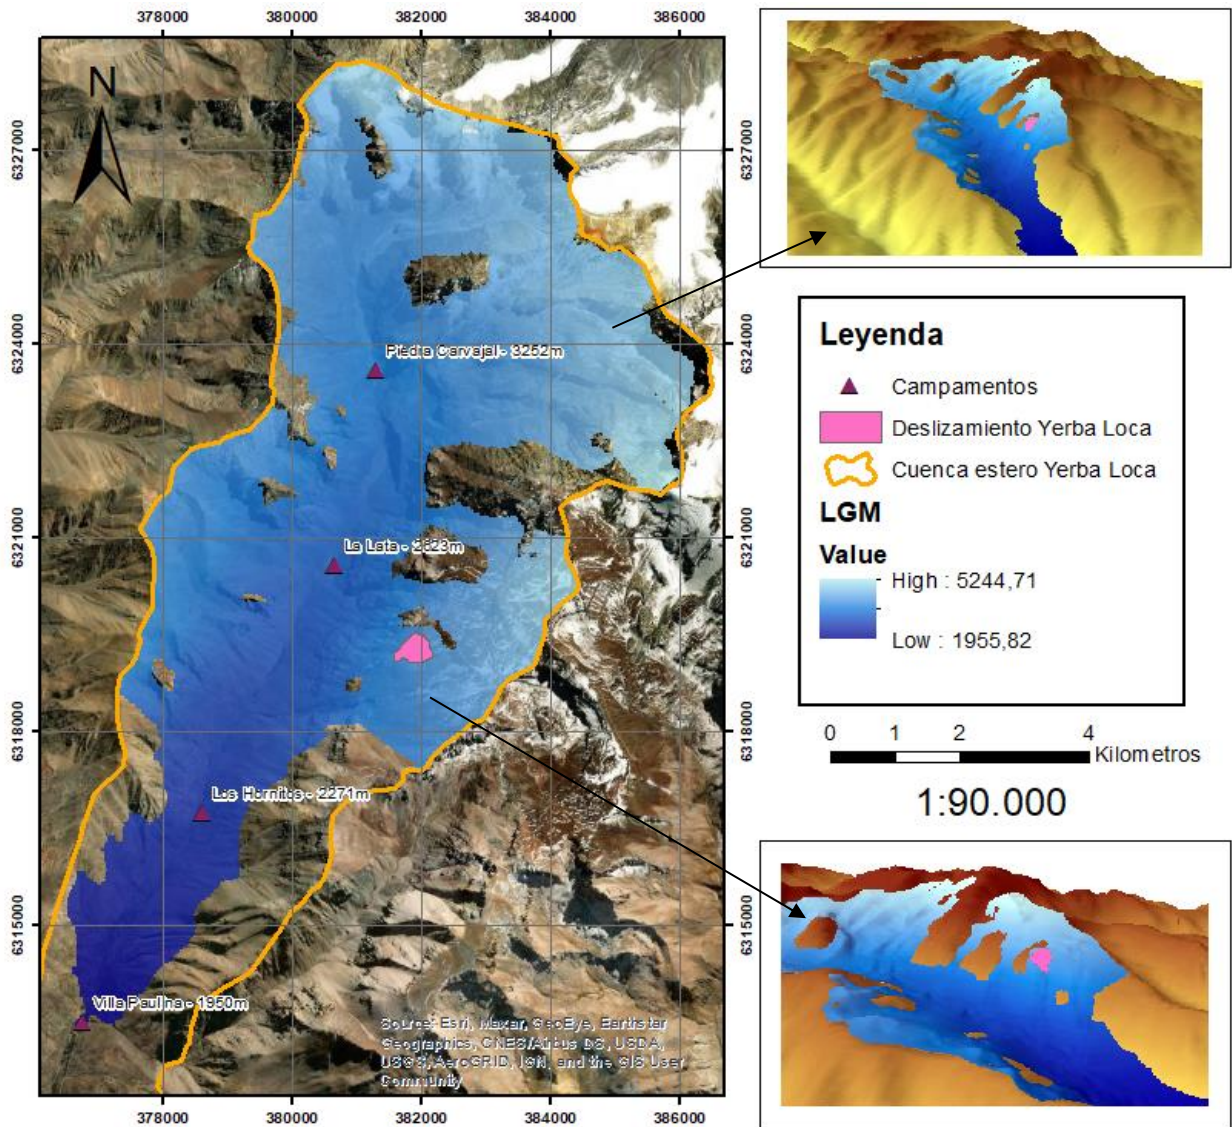 378000 380000 382000 384000 386000
N
6327000 6327000
6324000 6324000
6321000 6321000
6318000 6318000
6315000 6315000
Piedra Carvajal - 3252m
La Lata - 2823m
Los Hornitos - 2271m
Villa Paulina - 1950m
Source: Esri, Maxar, GeoEye, Earthstar
Geographics, CNES/Airbus DS, USDA,
USGS, AeroGRID, IGN, and the GIS User
Community
378000 380000 382000 384000 386000
Leyenda
Campamentos
Deslizamiento Yerba Loca
Cuenca estero Yerba Loca
LGM
Value
High : 5244,71
Low : 1955,82
0 1 2 4
Kilometros
1:90.000